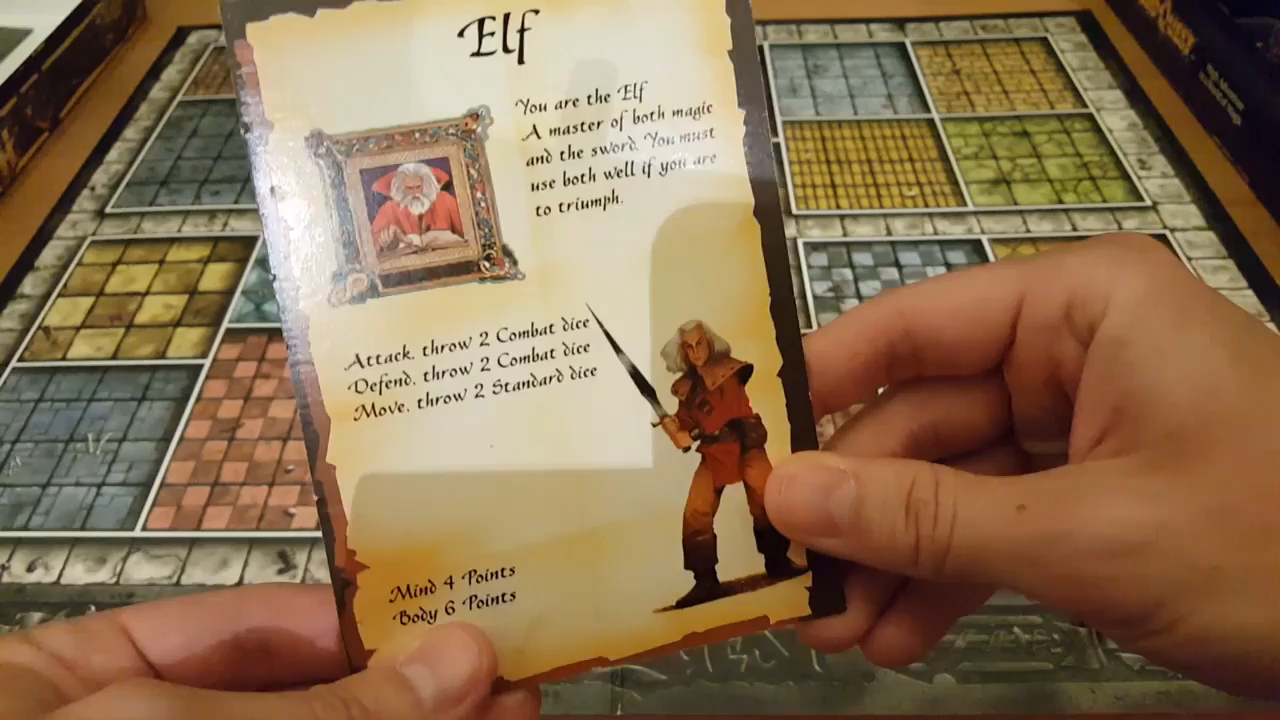 Elf
You are the Elf
A master of both magic
and the sword. You must
use both well if you are
to triumph.
Attack. throw 2 Combat dice
Defend. throw 2 Combat dice
Move. throw 2 Standard dice
Mind 4 Points
Body 6 Points